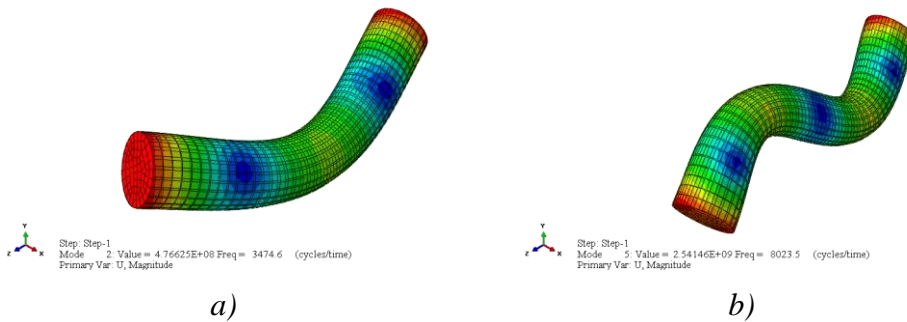 Y
Z X
Step: Step-1
Mode 2: Value = 4.76625E+08 Freq = 3474.6 (cycles/time)
Primary Var: U, Magnitude
a)
Y
Z X
Step: Step-1
Mode 5: Value = 2.54146E+09 Freq = 8023.5 (cycles/time)
Primary Var: U, Magnitude
b)